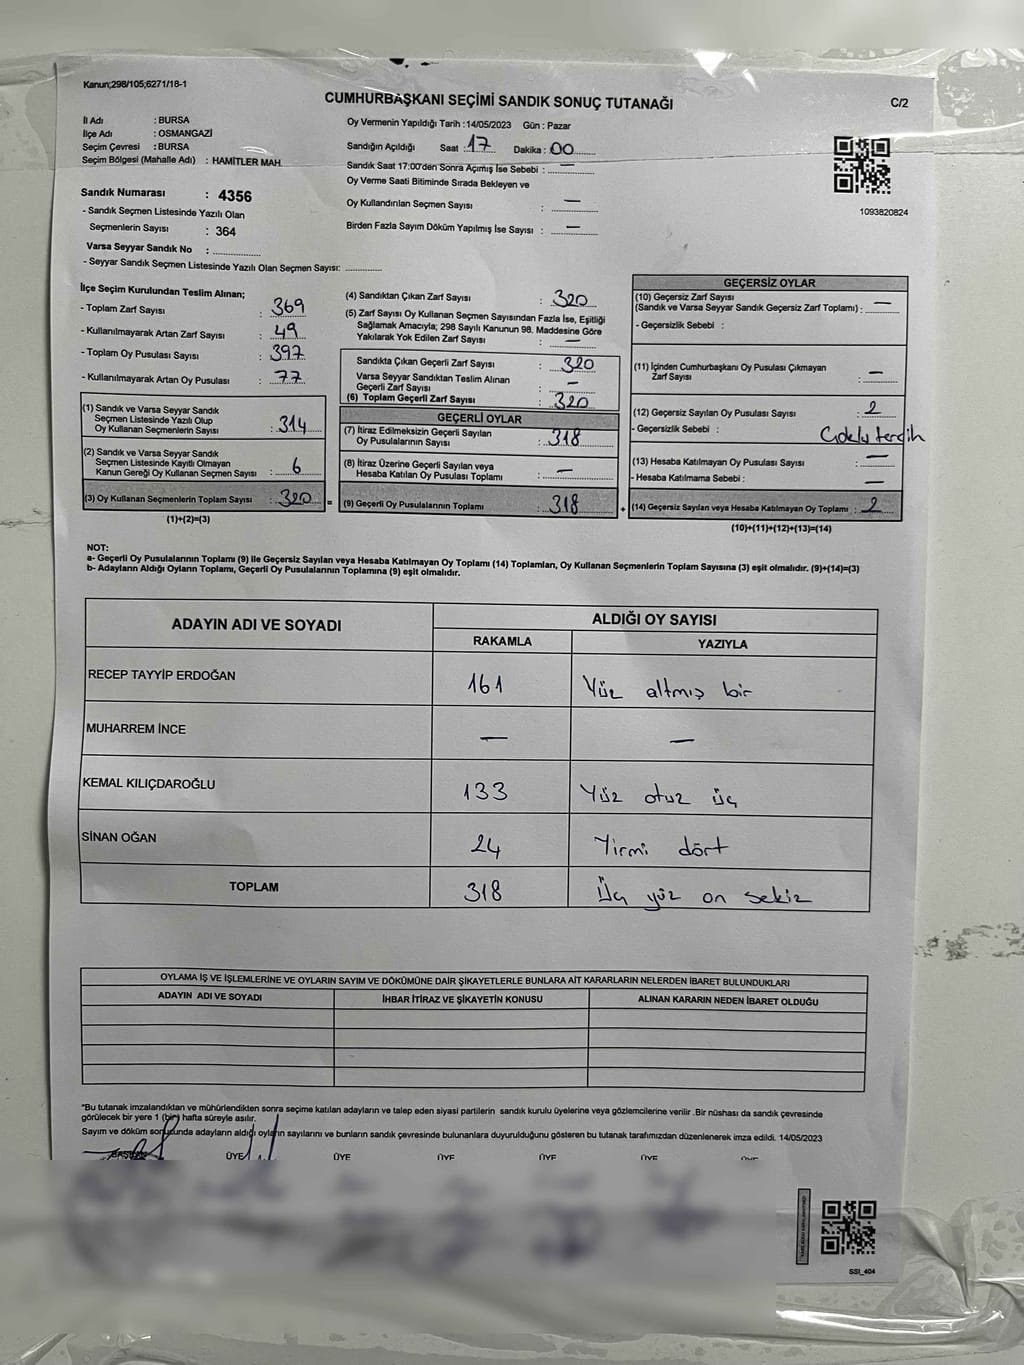 Kanun;298/105;6271/18-1
CUMHURBAŞKANI SEÇİMİ SANDIK SONUÇ TUTANAĞI
C/2
İl Adı : BURSA
İlçe Adı : OSMANGAZİ
Seçim Çevresi : BURSA
Seçim Bölgesi (Mahalle Adı) : HAMİTLER MAH.
Sandık Numarası : 4356
- Sandık Seçmen Listesinde Yazılı Olan
Seçmenlerin Sayısı : 364
Varsa Seyyar Sandık No : ..............
- Seyyar Sandık Seçmen Listesinde Yazılı Olan Seçmen Sayısı: ............
Oy Vermenin Yapıldığı Tarih :14/05/2023 Gün : Pazar
Sandığın Açıldığı Saat : 17 Dakika : 00
Sandık Saat 17:00'den Sonra Açımış İse Sebebi : —
Oy Verme Saati Bitiminde Sırada Bekleyen ve
Oy Kullandırılan Seçmen Sayısı : —
Birden Fazla Sayım Döküm Yapılmış İse Sayısı : —
1093820824
İlçe Seçim Kurulundan Teslim Alınan;
- Toplam Zarf Sayısı : 369
- Kullanılmayarak Artan Zarf Sayısı : 49
- Toplam Oy Pusulası Sayısı : 397
- Kullanılmayarak Artan Oy Pusulası : 77
(1) Sandık ve Varsa Seyyar Sandık
Seçmen Listesinde Yazılı Olup
Oy Kullanan Seçmenlerin Sayısı : 314
(2) Sandık ve Varsa Seyyar Sandık
Seçmen Listesinde Kayıtlı Olmayan
Kanun Gereği Oy Kullanan Seçmen Sayısı : 6
(3) Oy Kullanan Seçmenlerin Toplam Sayısı : 320 =
(1)+(2)=(3)
(4) Sandıktan Çıkan Zarf Sayısı : 320
(5) Zarf Sayısı Oy Kullanan Seçmen Sayısından Fazla İse, Eşitliği
Sağlamak Amacıyla; 298 Sayılı Kanunun 98. Maddesine Göre
Yakılarak Yok Edilen Zarf Sayısı : —
Sandıkta Çıkan Geçerli Zarf Sayısı : 320
Varsa Seyyar Sandıktan Teslim Alınan
Geçerli Zarf Sayısı : —
(6) Toplam Geçerli Zarf Sayısı : 320
GEÇERLİ OYLAR
(7) İtiraz Edilmeksizin Geçerli Sayılan
Oy Pusulalarının Sayısı : 318
(8) İtiraz Üzerine Geçerli Sayılan veya
Hesaba Katılan Oy Pusulası Toplamı : —
(9) Geçerli Oy Pusulalarının Toplamı : 318 +
GEÇERSİZ OYLAR
(10) Geçersiz Zarf Sayısı
(Sandık ve Varsa Seyyar Sandık Geçersiz Zarf Toplamı) : —
- Geçersizlik Sebebi :
(11) İçinden Cumhurbaşkanı Oy Pusulası Çıkmayan
Zarf Sayısı : —
(12) Geçersiz Sayılan Oy Pusulası Sayısı : 2
- Geçersizlik Sebebi : Çoklu tercih
(13) Hesaba Katılmayan Oy Pusulası Sayısı : —
- Hesaba Katılmama Sebebi : —
(14) Geçersiz Sayılan veya Hesaba Katılmayan Oy Toplamı : 2
(10)+(11)+(12)+(13)=(14)
NOT:
a- Geçerli Oy Pusulalarının Toplamı (9) ile Geçersiz Sayılan veya Hesaba Katılmayan Oy Toplamı (14) Toplamları, Oy Kullanan Seçmenlerin Toplam Sayısına (3) eşit olmalıdır. (9)+(14)=(3)
b- Adayların Aldığı Oyların Toplamı, Geçerli Oy Pusulalarının Toplamına (9) eşit olmalıdır.
ADAYIN ADI VE SOYADI ALDIĞI OY SAYISI
RAKAMLA YAZIYLA
RECEP TAYYİP ERDOĞAN 161 Yüz altmış bir
MUHARREM İNCE — —
KEMAL KILIÇDAROĞLU 133 Yüz otuz üç
SİNAN OĞAN 24 Yirmi dört
TOPLAM 318 Üç yüz on sekiz
OYLAMA İŞ VE İŞLEMLERİNE VE OYLARIN SAYIM VE DÖKÜMÜNE DAİR ŞİKAYETLERLE BUNLARA AİT KARARLARIN NELERDEN İBARET BULUNDUKLARI
ADAYIN ADI VE SOYADI İHBAR İTİRAZ VE ŞİKAYETİN KONUSU ALINAN KARARIN NEDEN İBARET OLDUĞU
*Bu tutanak imzalandıktan ve mühürlendikten sonra seçime katılan adayların ve talep eden siyasi partilerin sandık kurulu üyelerine veya gözlemcilerine verilir .Bir nüshası da sandık çevresinde
görülecek bir yere 1 (bir) hafta süreyle asılır.
Sayım ve döküm sonucunda adayların aldığı oyların sayılarını ve bunların sandık çevresinde bulunanlara duyurulduğunu gösteren bu tutanak tarafımızdan düzenlenerek imza edildi. 14/05/2023
BAŞKAN ÜYE ÜYE ÜYE ÜYE ÜYE
SSI_404